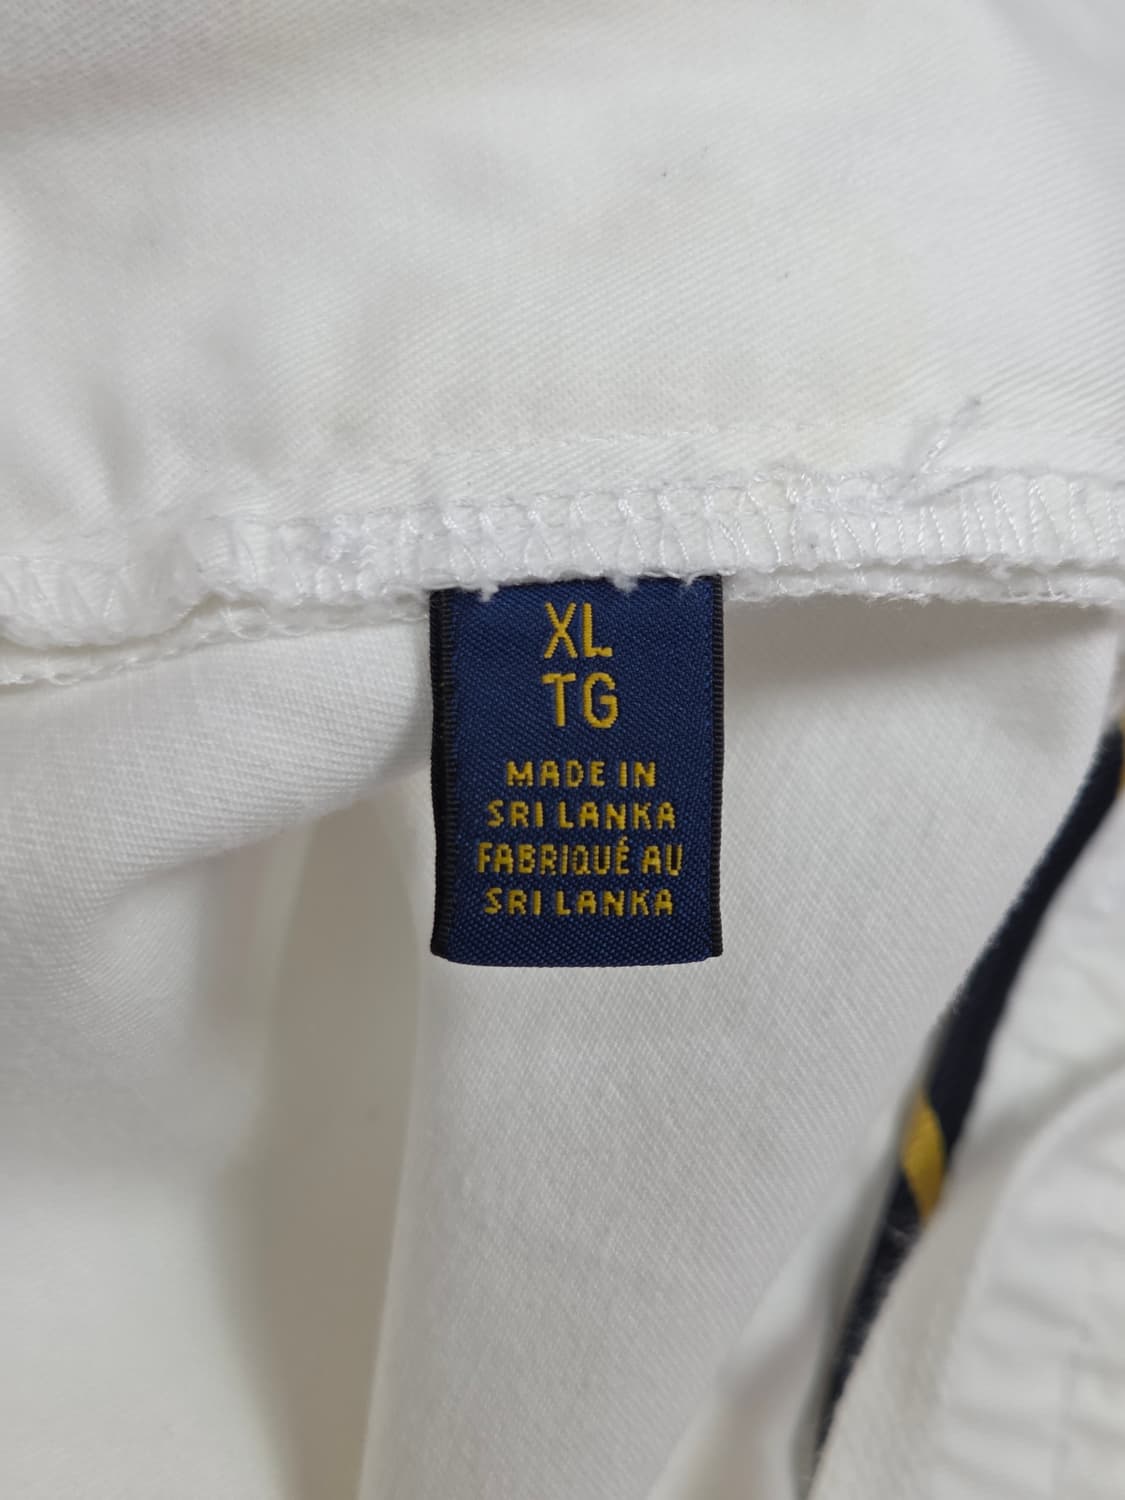 XL
TG
MADE IN
SRI LANKA
FABRIQUÉ AU
SRI LANKA